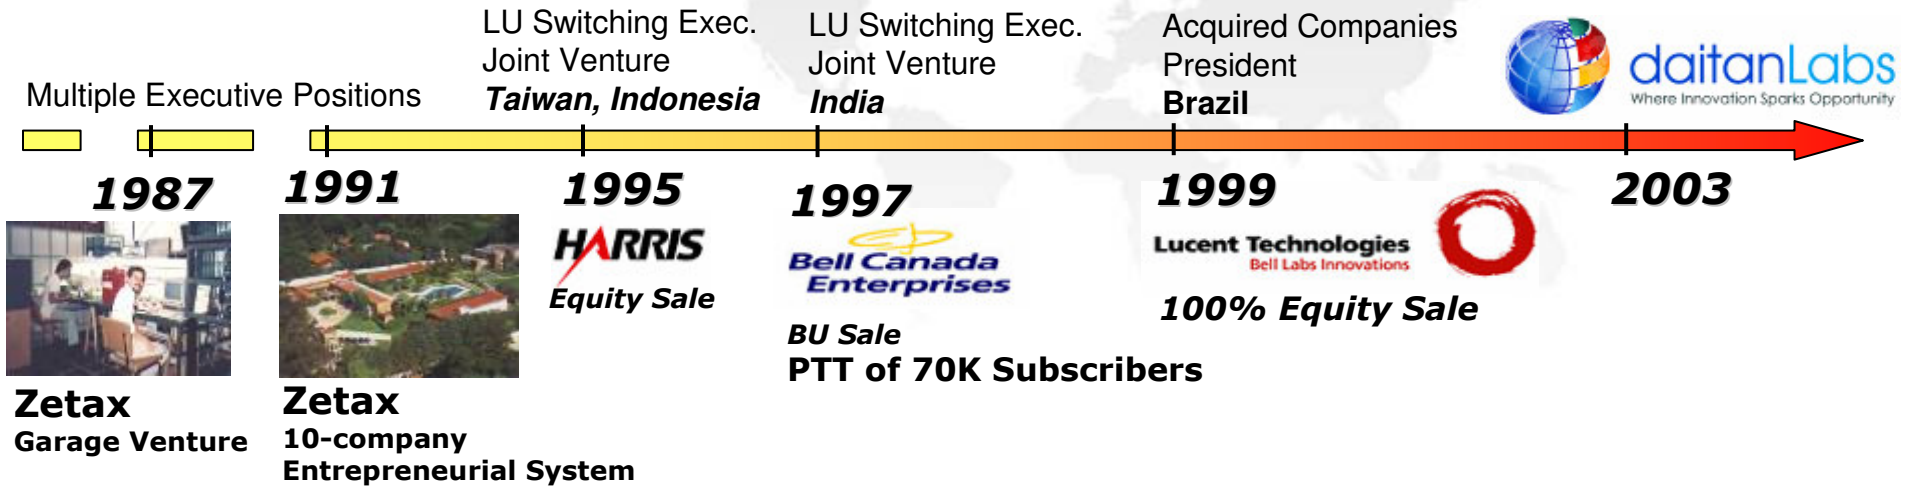 Multiple Executive Positions
LU Switching Exec.
Joint Venture
Taiwan, Indonesia
LU Switching Exec.
Joint Venture
India
Acquired Companies
President
Brazil
daitanLabs
Where Innovation Sparks Opportunity
1987
1991
1995
1997
1999
2003
Zetax
Garage Venture
Zetax
10-company
Entrepreneurial System
HARRIS
Equity Sale
Bell Canada
Enterprises
BU Sale
PTT of 70K Subscribers
Lucent Technologies
Bell Labs Innovations
100% Equity Sale